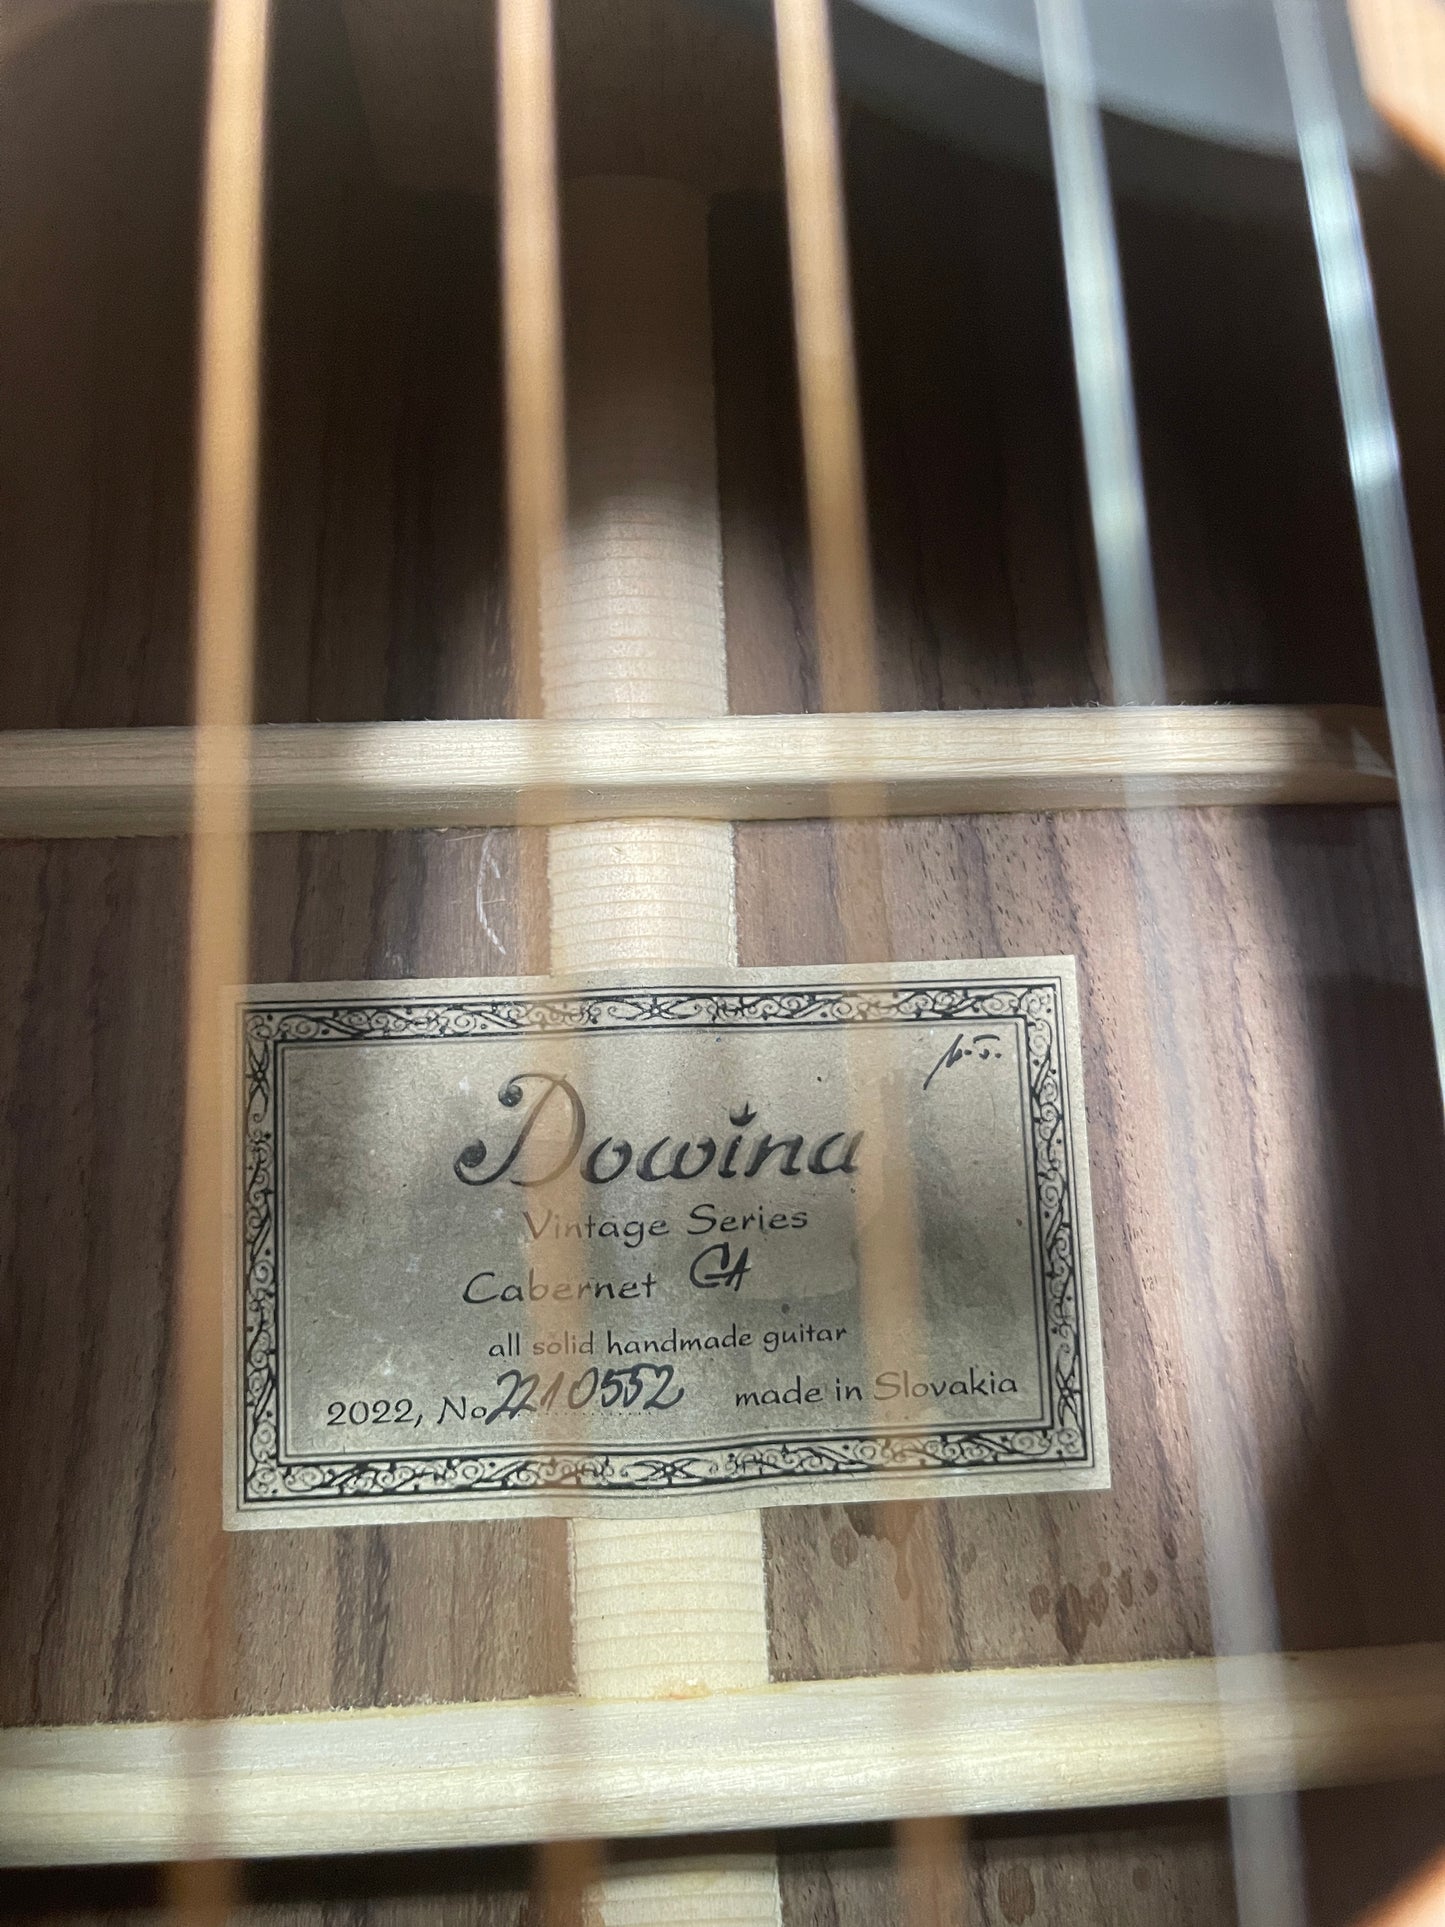 Dowina
Vintage Series
Cabernet GA
all solid handmade guitar
2022, No 2210552 made in Slovakia